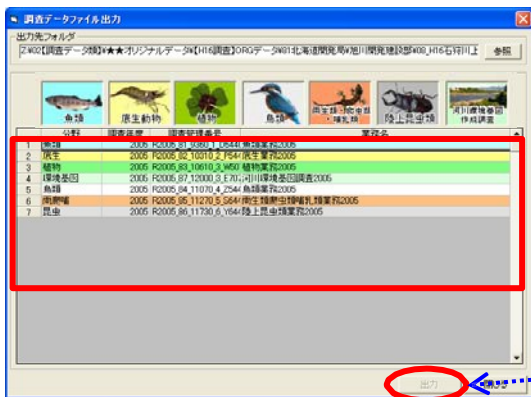 調査データファイル出力
出力先フォルダ
Z:¥02【調査データ類】¥★★オリジナルデータ¥【H16調査】ORGデータ¥81北海道開発局¥旭川開発建設部¥08_H16石狩川上
参照
魚類
底生動物
植物
鳥類
両生類・爬虫類・哺乳類
陸上昆虫類
河川環境基図作成調査
分野 調査年度 調査管理番号 業務名
1 魚類 2005 魚類業務2005
2 底生 2005 底生業務2005
3 植物 2005 植物業務2005
4 環境基図 2005 河川環境基図調査2005
5 鳥類 2005 鳥類業務2005
6 両爬哺 2005 両生類爬虫類哺乳類業務2005
7 昆虫 2005 陸上昆虫類業務2005
出力